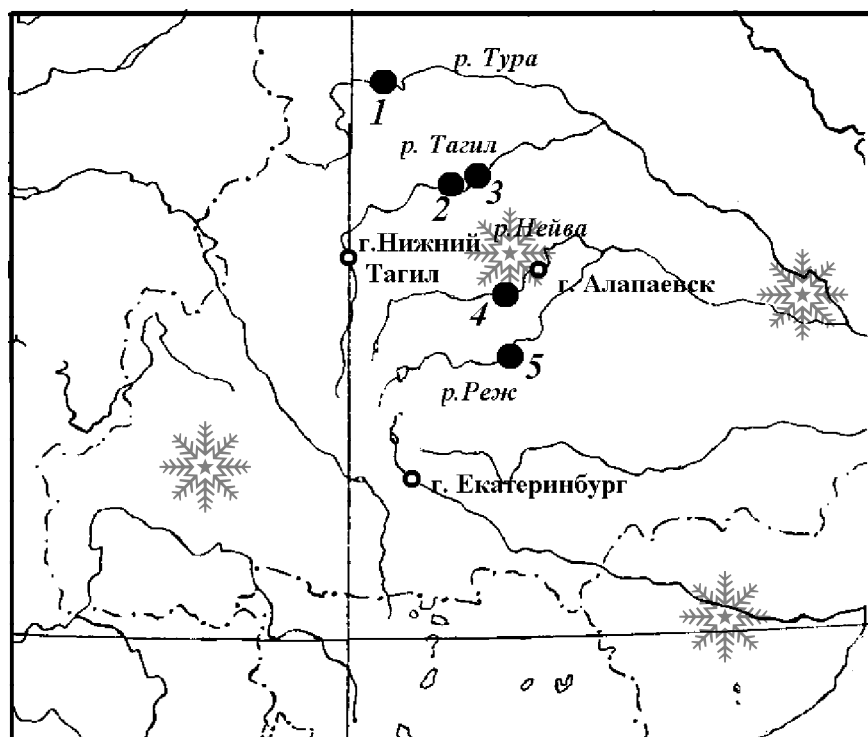 р. Тура
1
р. Тагил
2
3
р.Нейва
г.Нижний
Тагил
г. Алапаевск
4
5
р.Реж
г. Екатеринбург